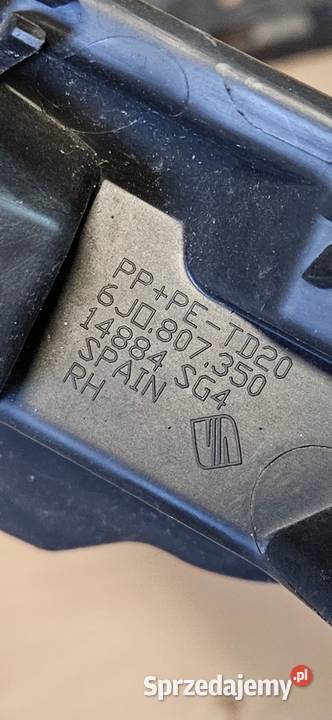 PP+PE-TD20
6J0.807.350
14884 SG4
SPAIN
RH
Sprzedajemy.pl